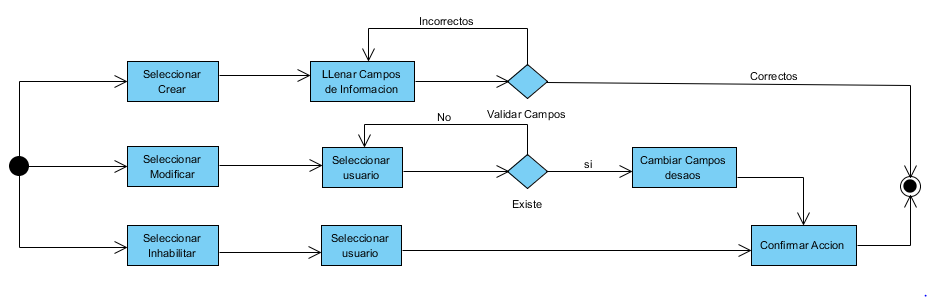 Incorrectos
Seleccionar
Crear
LLenar Campos
de Informacion
Correctos
Validar Campos
No
Seleccionar
Modificar
Seleccionar
usuario
si
Cambiar Campos
desaos
Existe
Seleccionar
Inhabilitar
Seleccionar
usuario
Confirmar Accion